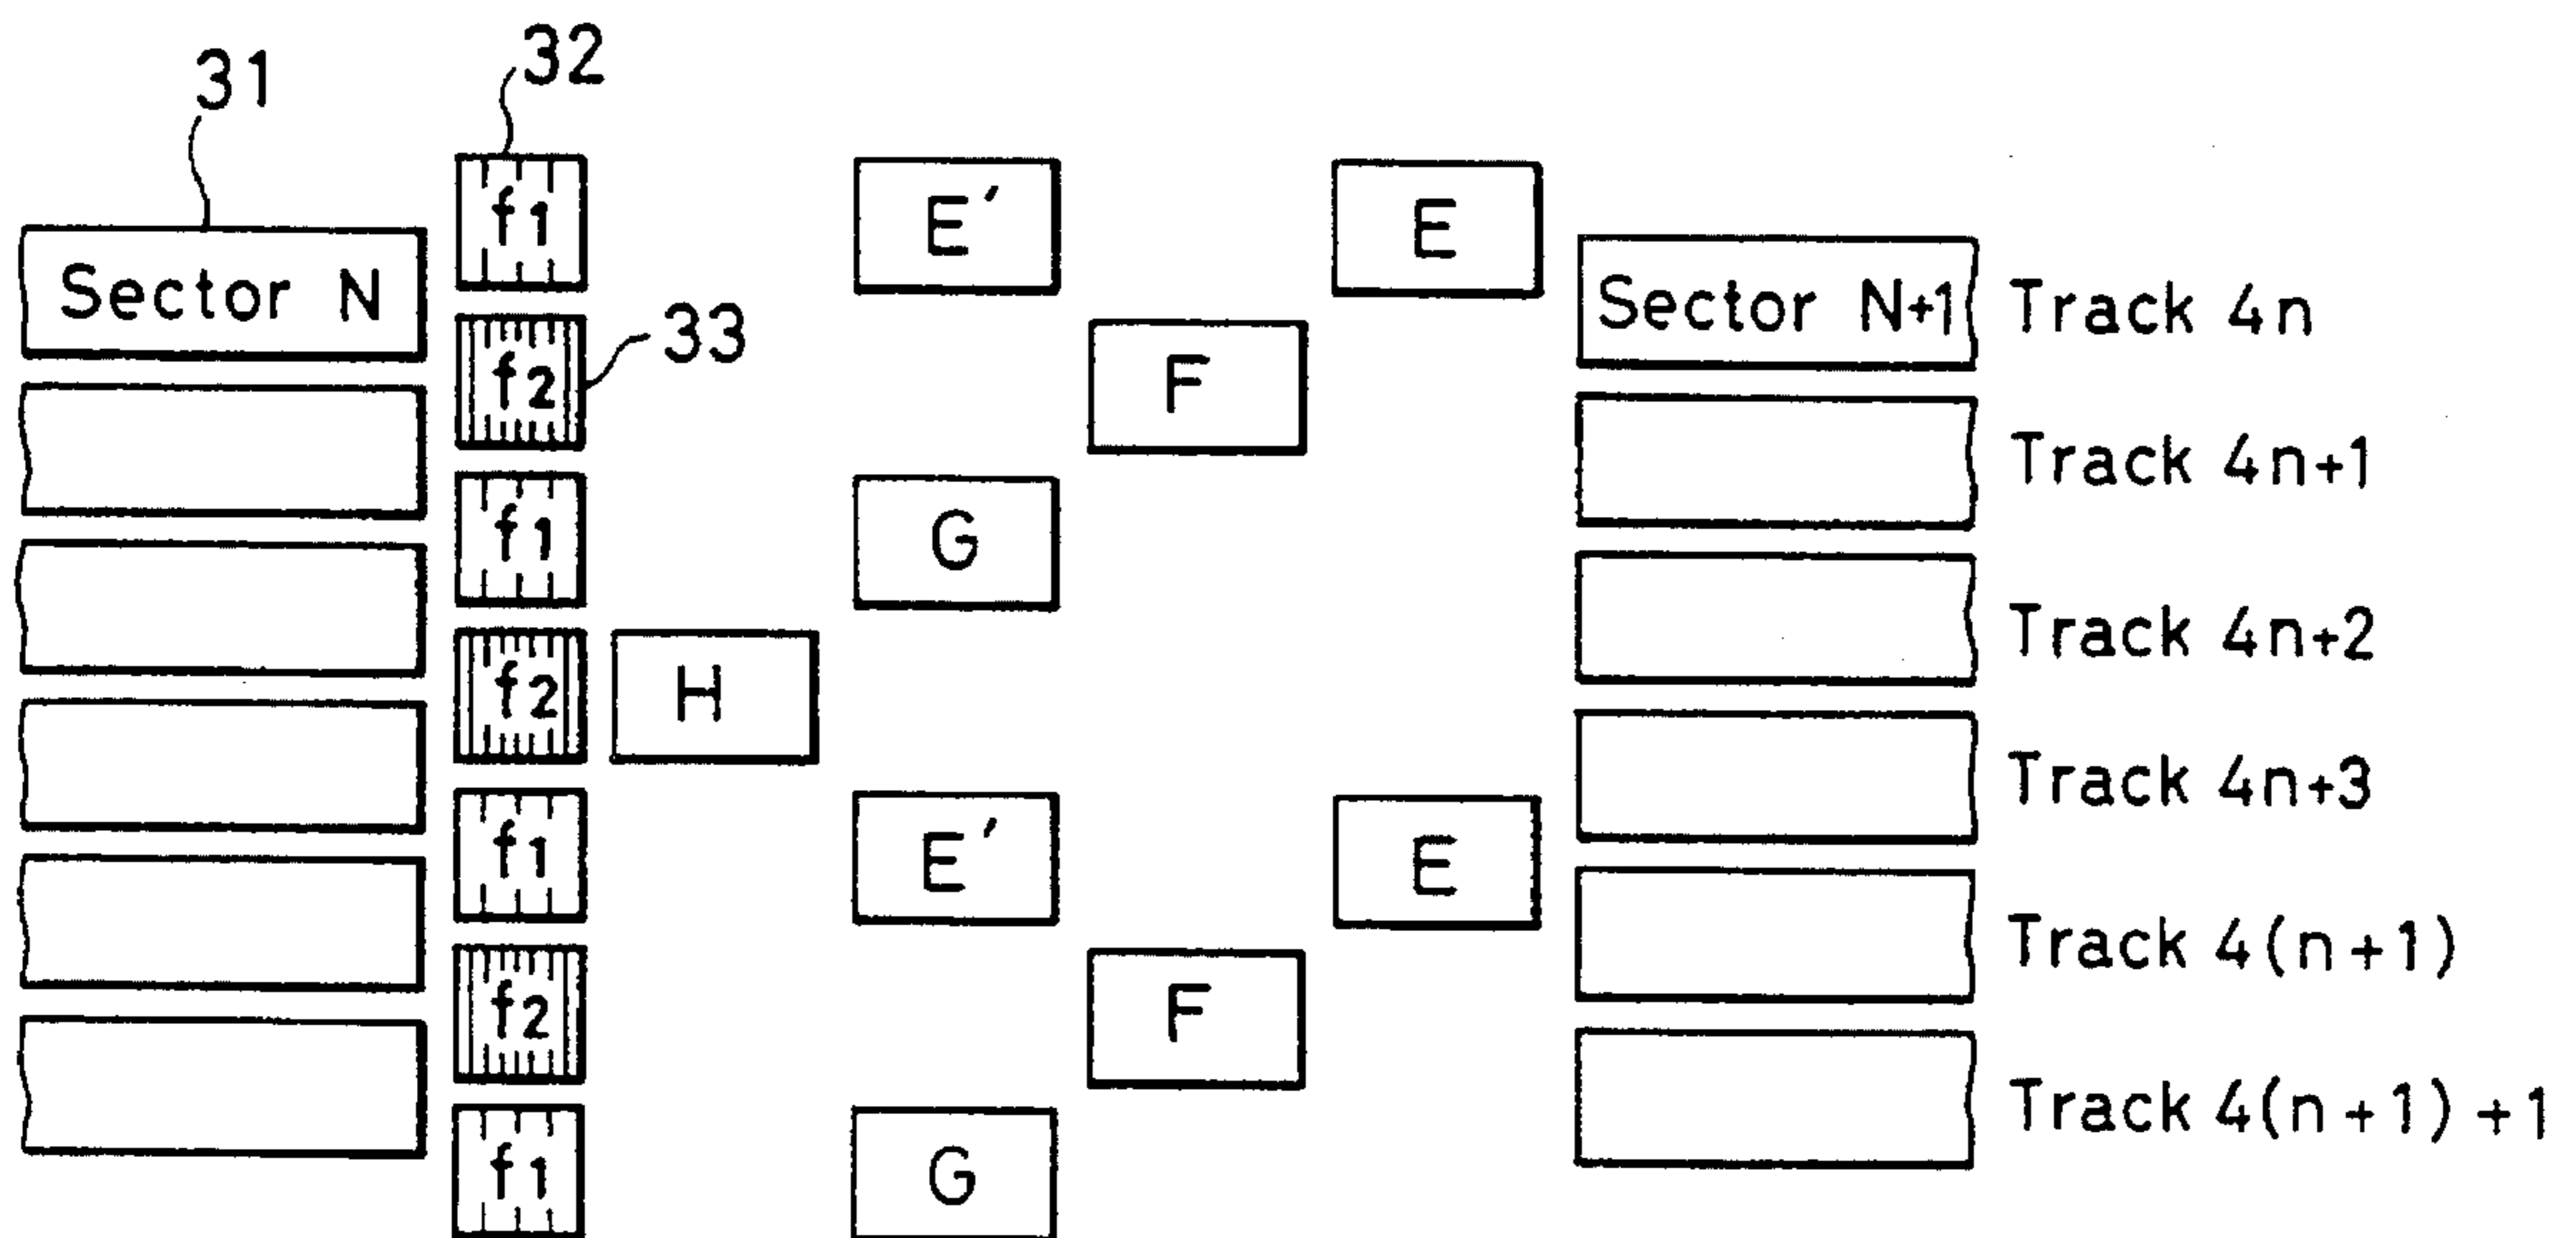 31
32
f1
E′
E
Sector N
Sector N+1
Track 4n
33
f2
F
Track 4n+1
f1
G
Track 4n+2
f2
H
Track 4n+3
f1
E′
E
Track 4(n+1)
f2
F
Track 4(n+1)+1
f1
G